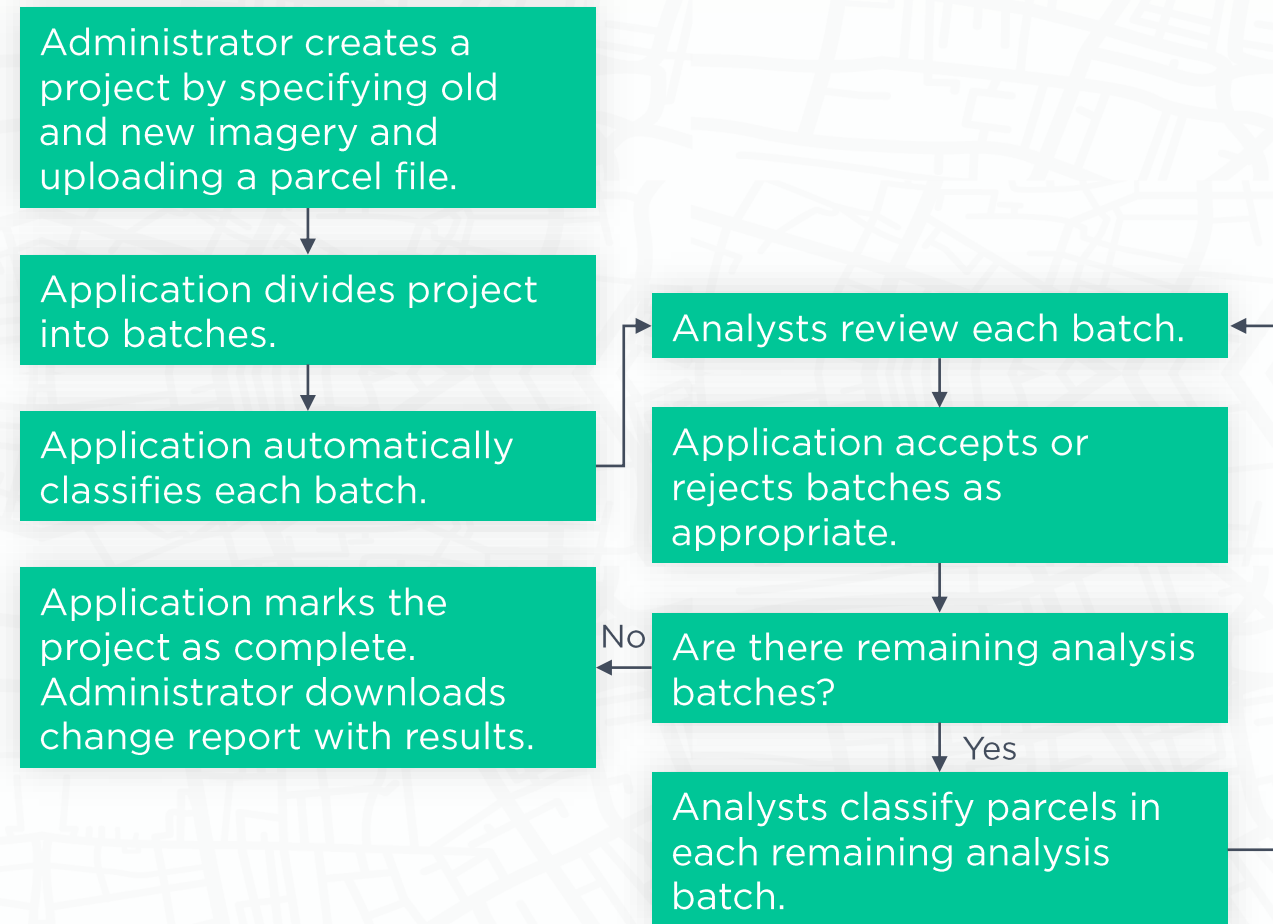 Administrator creates a
project by specifying old
and new imagery and
uploading a parcel file.
Application divides project
into batches.
Application automatically
classifies each batch.
Analysts review each batch.
Application accepts or
rejects batches as
appropriate.
Are there remaining analysis
batches?
No
Application marks the
project as complete.
Administrator downloads
change report with results.
Yes
Analysts classify parcels in
each remaining analysis
batch.